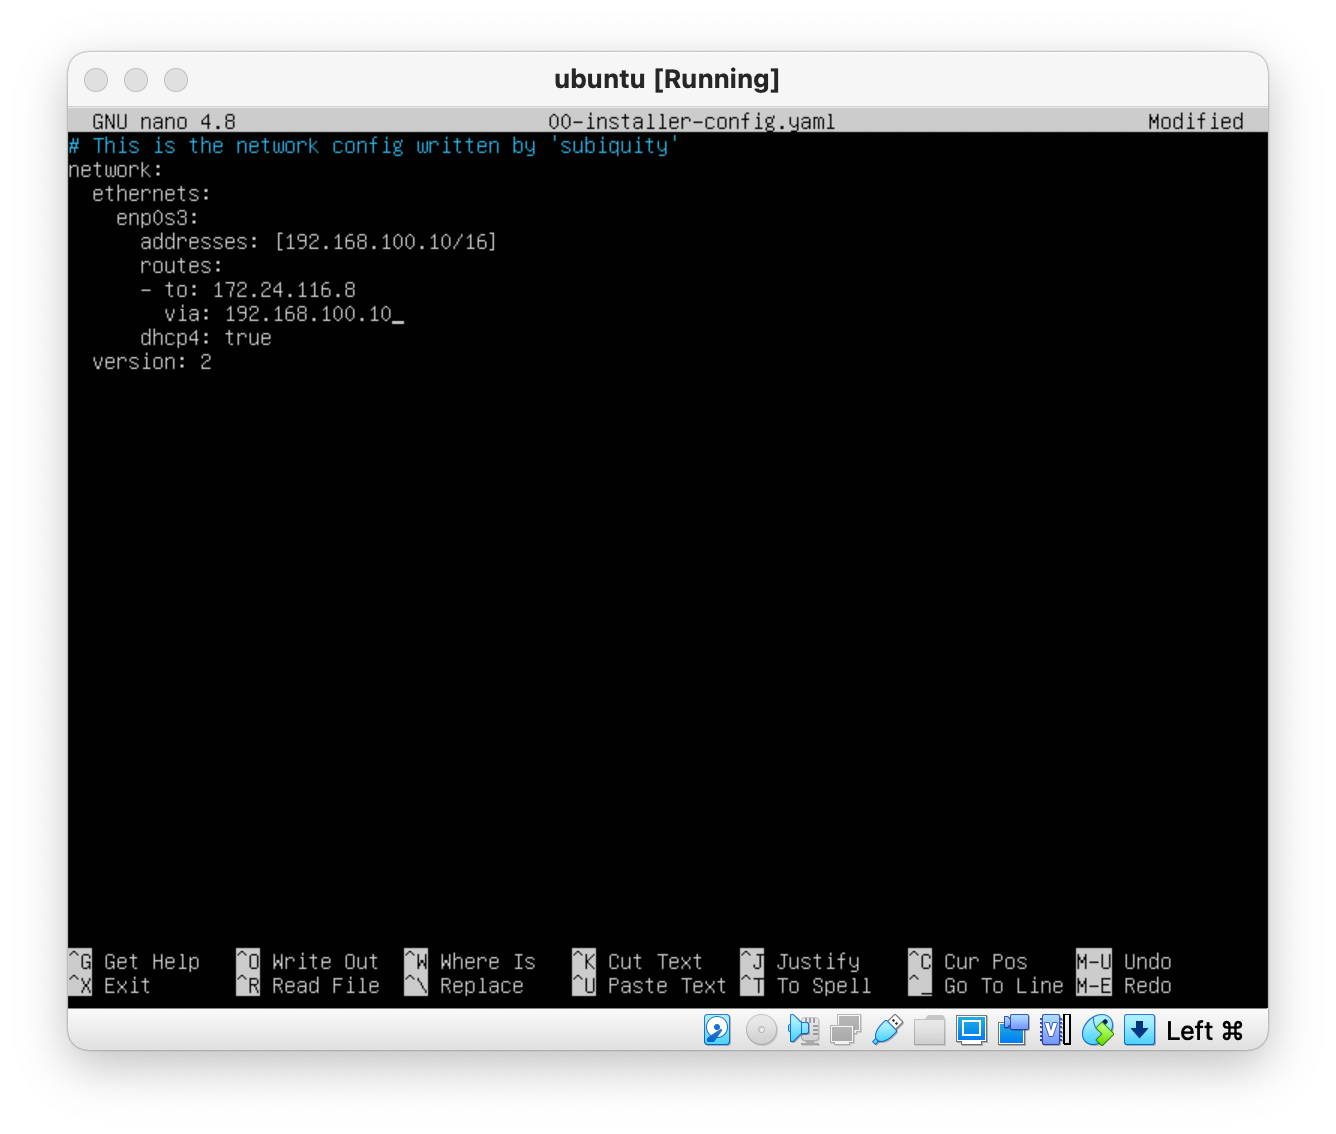 ubuntu [Running]
GNU nano 4.8 00-installer-config.yaml Modified
# This is the network config written by 'subiquity'
network:
  ethernets:
    enp0s3:
      addresses: [192.168.100.10/16]
      routes:
      - to: 172.24.116.8
        via: 192.168.100.10_
      dhcp4: true
  version: 2
^G Get Help ^O Write Out ^W Where Is ^K Cut Text ^J Justify ^C Cur Pos M-U Undo
^X Exit ^R Read File ^\ Replace ^U Paste Text ^T To Spell ^_ Go To Line M-E Redo
V Left ⌘